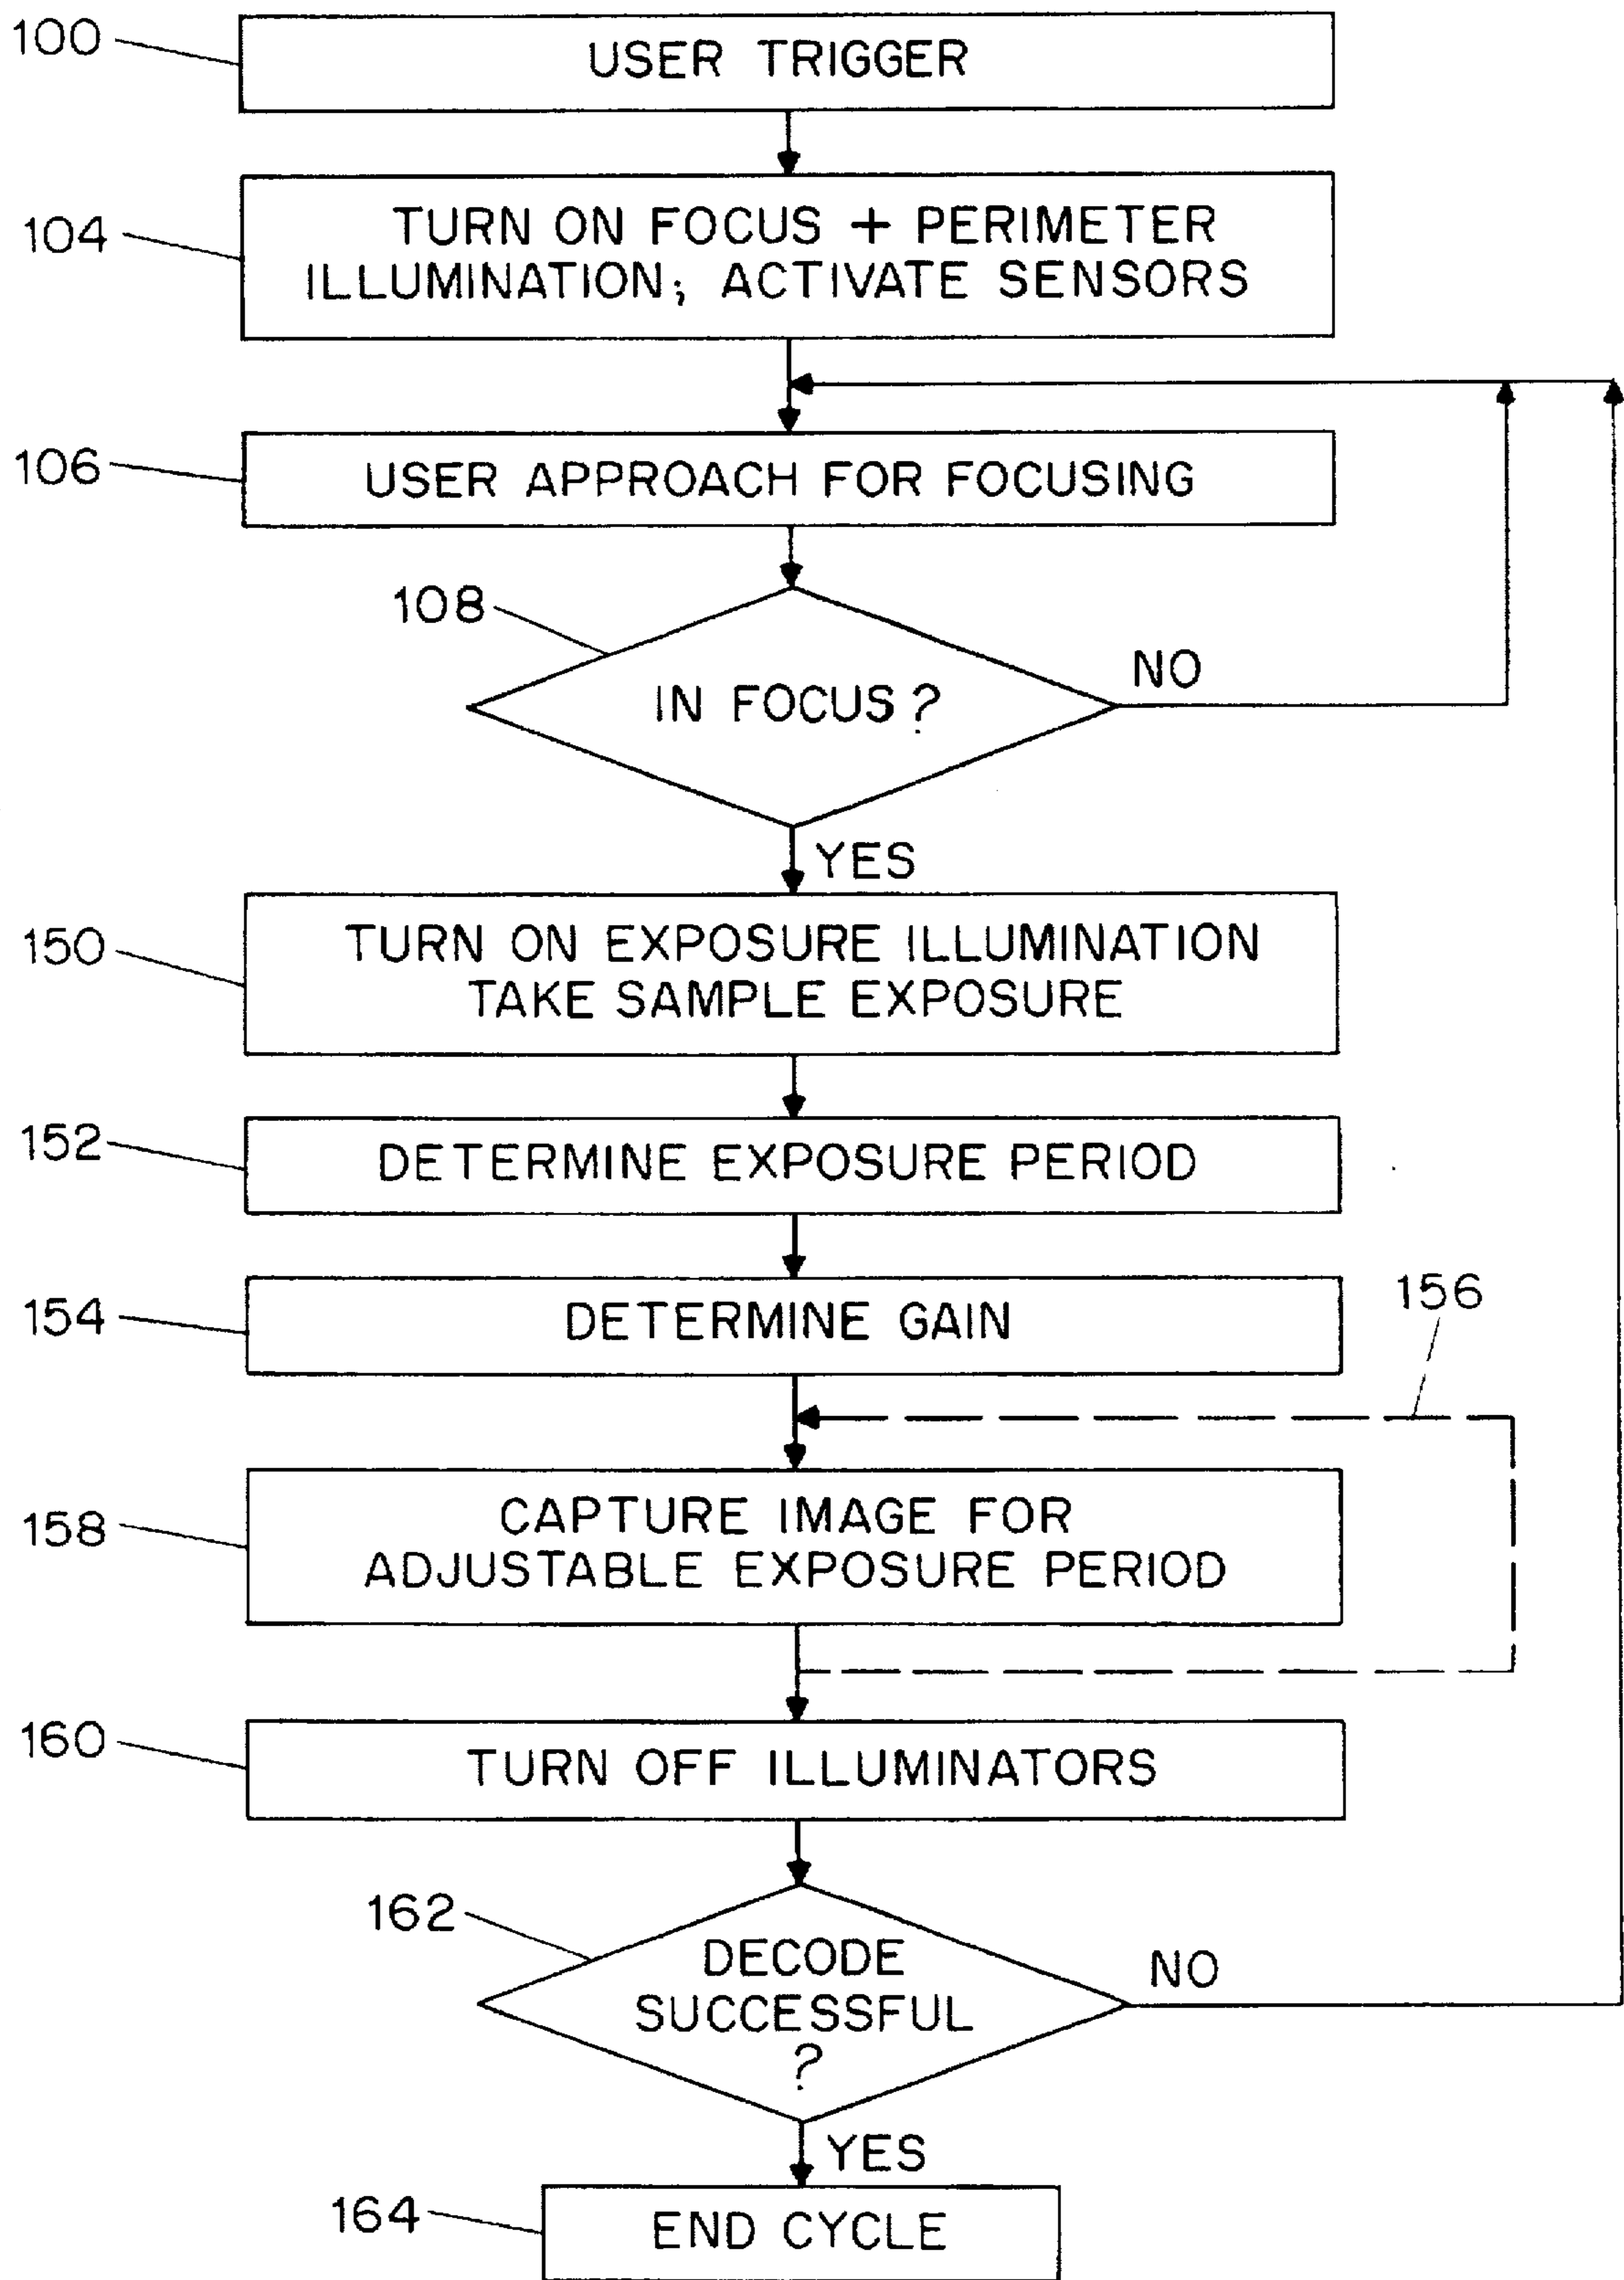 100
USER TRIGGER
104
TURN ON FOCUS + PERIMETER
ILLUMINATION; ACTIVATE SENSORS
106
USER APPROACH FOR FOCUSING
108
IN FOCUS?
NO
YES
150
TURN ON EXPOSURE ILLUMINATION
TAKE SAMPLE EXPOSURE
152
DETERMINE EXPOSURE PERIOD
154
DETERMINE GAIN
156
158
CAPTURE IMAGE FOR
ADJUSTABLE EXPOSURE PERIOD
160
TURN OFF ILLUMINATORS
162
DECODE
SUCCESSFUL
?
NO
YES
164
END CYCLE